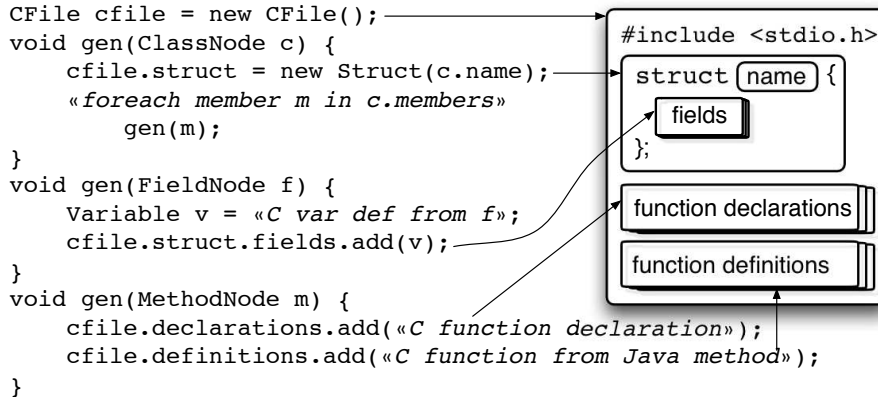 CFile cfile = new CFile();
void gen(ClassNode c) {
    cfile.struct = new Struct(c.name);
    «foreach member m in c.members»
        gen(m);
}
void gen(FieldNode f) {
    Variable v = «C var def from f»;
    cfile.struct.fields.add(v);
}
void gen(MethodNode m) {
    cfile.declarations.add(«C function declaration»);
    cfile.definitions.add(«C function from Java method»);
}
#include <stdio.h>
struct name {
fields
};
function declarations
function definitions